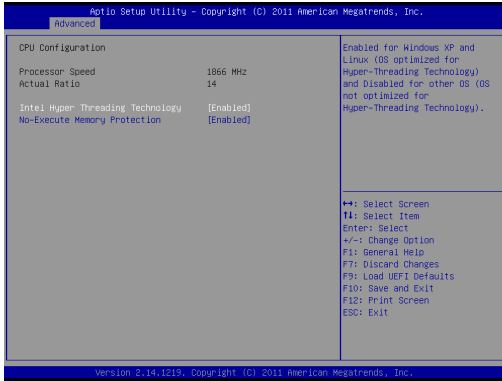 Aptio Setup Utility – Copyright (C) 2011 American Megatrends, Inc.
Advanced
CPU Configuration
Processor Speed 1866 MHz
Actual Ratio 14
Intel Hyper Threading Technology [Enabled]
No-Execute Memory Protection [Enabled]
Enabled for Windows XP and
Linux (OS optimized for
Hyper-Threading Technology)
and Disabled for other OS (OS
not optimized for
Hyper-Threading Technology).
↔: Select Screen
↑↓: Select Item
Enter: Select
+/-: Change Option
F1: General Help
F7: Discard Changes
F9: Load UEFI Defaults
F10: Save and Exit
F12: Print Screen
ESC: Exit
Version 2.14.1219. Copyright (C) 2011 American Megatrends, Inc.